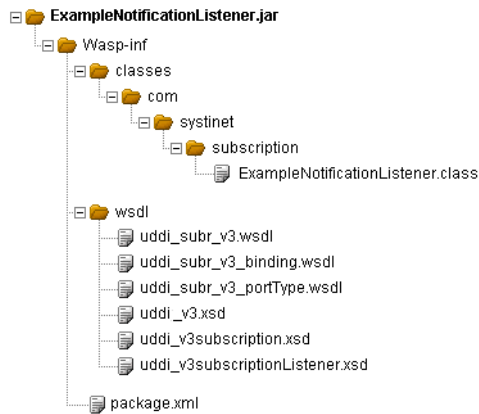 ExampleNotificationListener.jar
Wasp-inf
classes
com
systinet
subscription
ExampleNotificationListener.class
wsdl
uddi_subr_v3.wsdl
uddi_subr_v3_binding.wsdl
uddi_subr_v3_portType.wsdl
uddi_v3.xsd
uddi_v3subscription.xsd
uddi_v3subscriptionListener.xsd
package.xml